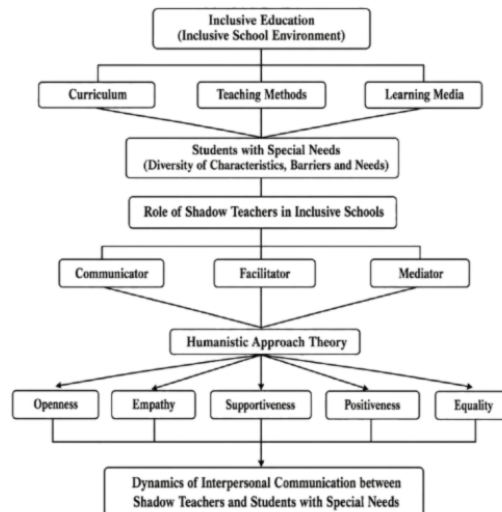 Inclusive Education
(Inclusive School Environment)
Curriculum
Teaching Methods
Learning Media
Students with Special Needs
(Diversity of Characteristics, Barriers and Needs)
Role of Shadow Teachers in Inclusive Schools
Communicator
Facilitator
Mediator
Humanistic Approach Theory
Openness
Empathy
Supportiveness
Positiveness
Equality
Dynamics of Interpersonal Communication between
Shadow Teachers and Students with Special Needs